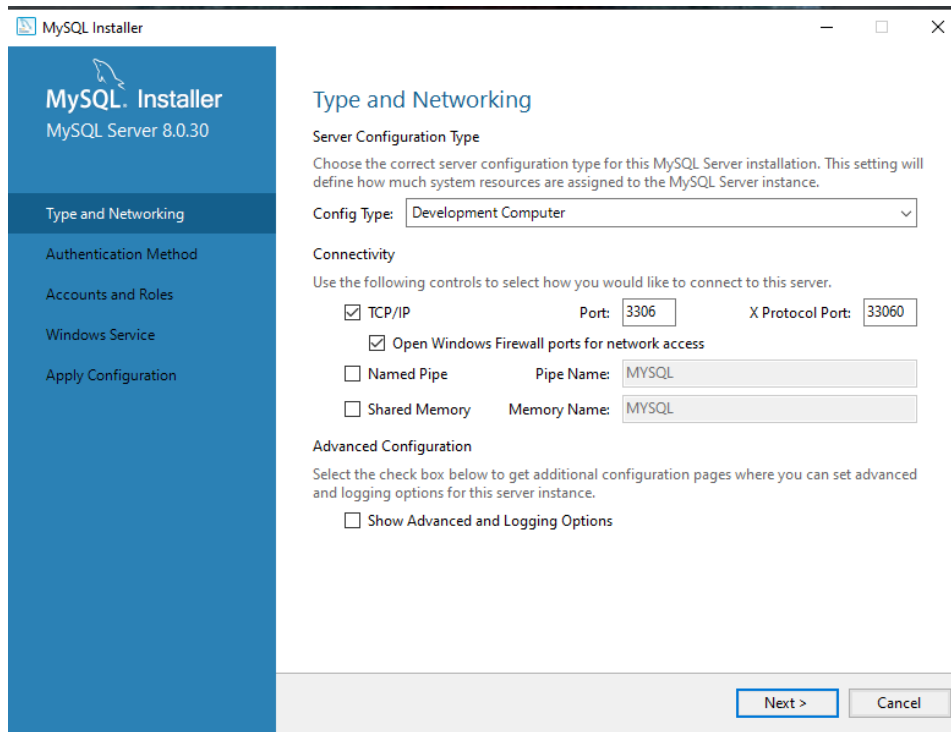 MySQL Installer
MySQL. Installer
MySQL Server 8.0.30
Type and Networking
Authentication Method
Accounts and Roles
Windows Service
Apply Configuration
Type and Networking
Server Configuration Type
Choose the correct server configuration type for this MySQL Server installation. This setting will
define how much system resources are assigned to the MySQL Server instance.
Config Type: Development Computer
Connectivity
Use the following controls to select how you would like to connect to this server.
TCP/IP Port: 3306 X Protocol Port: 33060
Open Windows Firewall ports for network access
Named Pipe Pipe Name: MYSQL
Shared Memory Memory Name: MYSQL
Advanced Configuration
Select the check box below to get additional configuration pages where you can set advanced
and logging options for this server instance.
Show Advanced and Logging Options
Next > Cancel